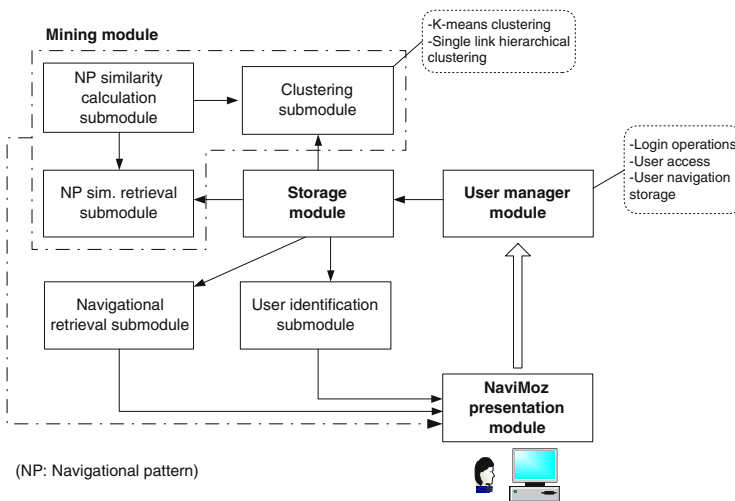 Mining module
-K-means clustering
-Single link hierarchical
clustering
NP similarity
calculation
submodule
Clustering
submodule
-Login operations
-User access
-User navigation
storage
NP sim. retrieval
submodule
Storage
module
User manager
module
Navigational
retrieval submodule
User identification
submodule
NaviMoz
presentation
module
(NP: Navigational pattern)